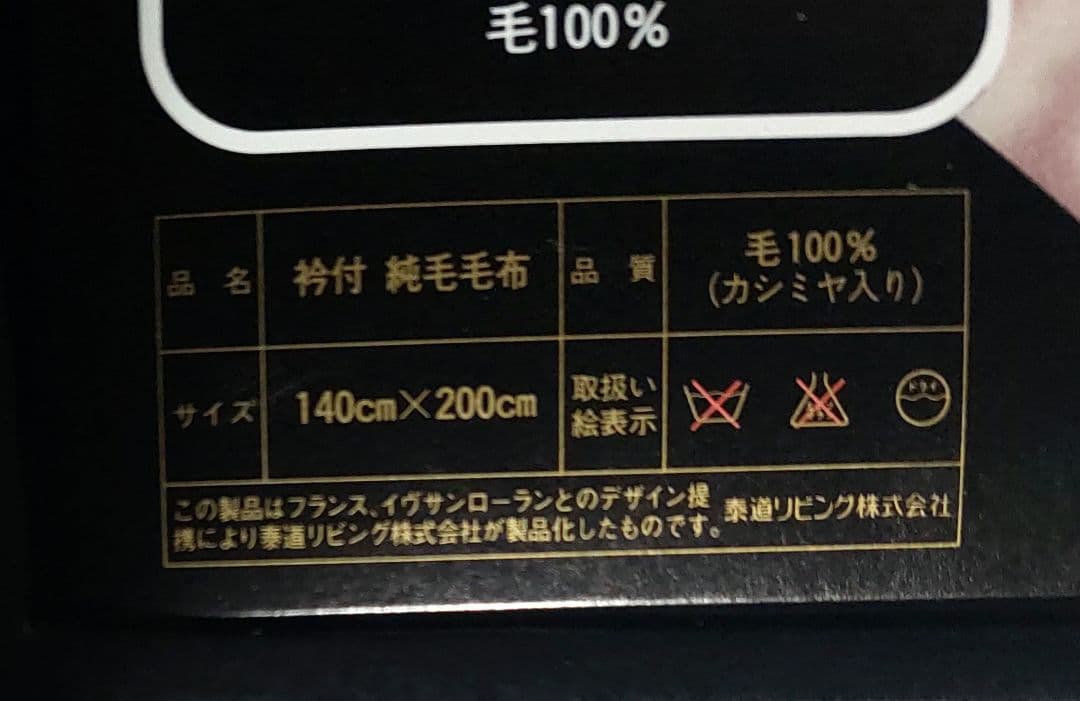 毛100%
品名 衿付 純毛毛布 品質 毛100%
(カシミヤ入り)
サイズ 140cm×200cm 取扱い
絵表示 ドライ
この製品はフランス、イヴサンローランとのデザイン提
携により泰道リビング株式会社が製品化したものです。 泰道リビング株式会社